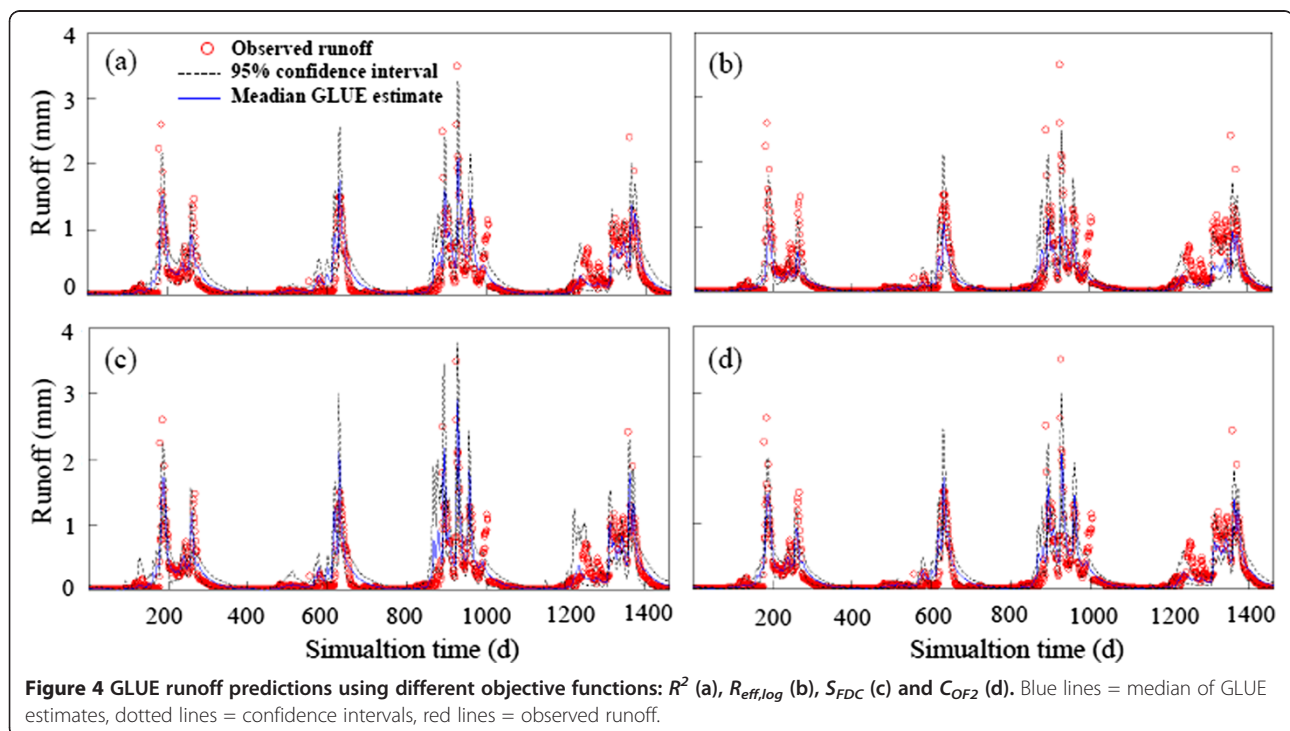 4
3
2
1
0
Runoff (mm)
(a)
Observed runoff
95% confidence interval
Meadian GLUE estimate
(b)
4
3
2
1
0
Runoff (mm)
(c)
(d)
200 400 600 800 1000 1200 1400
200 400 600 800 1000 1200 1400
Simualtion time (d)
Simualtion time (d)
Figure 4 GLUE runoff predictions using different objective functions: R² (a), R_eff,log (b), S_FDC (c) and C_OF2 (d). Blue lines = median of GLUE
estimates, dotted lines = confidence intervals, red lines = observed runoff.